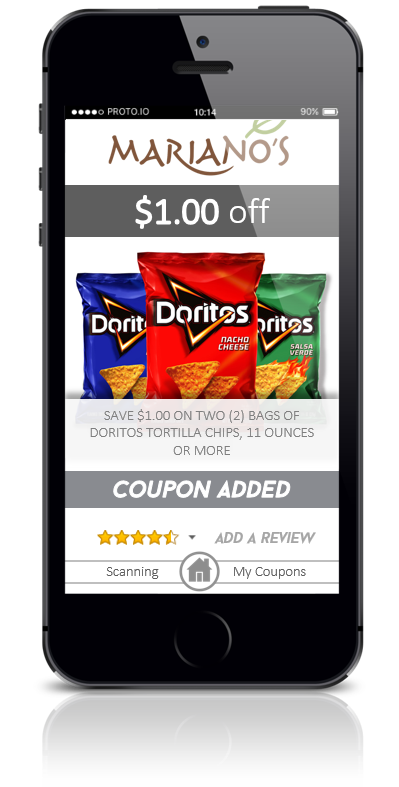 PROTO.IO 10:14 90%
MARIANO'S
$1.00 off
Doritos Doritos Doritos
NACHO
CHEESE
SALSA
VERDE
SAVE $1.00 ON TWO (2) BAGS OF
DORITOS TORTILLA CHIPS, 11 OUNCES
OR MORE
COUPON ADDED
ADD A REVIEW
Scanning My Coupons